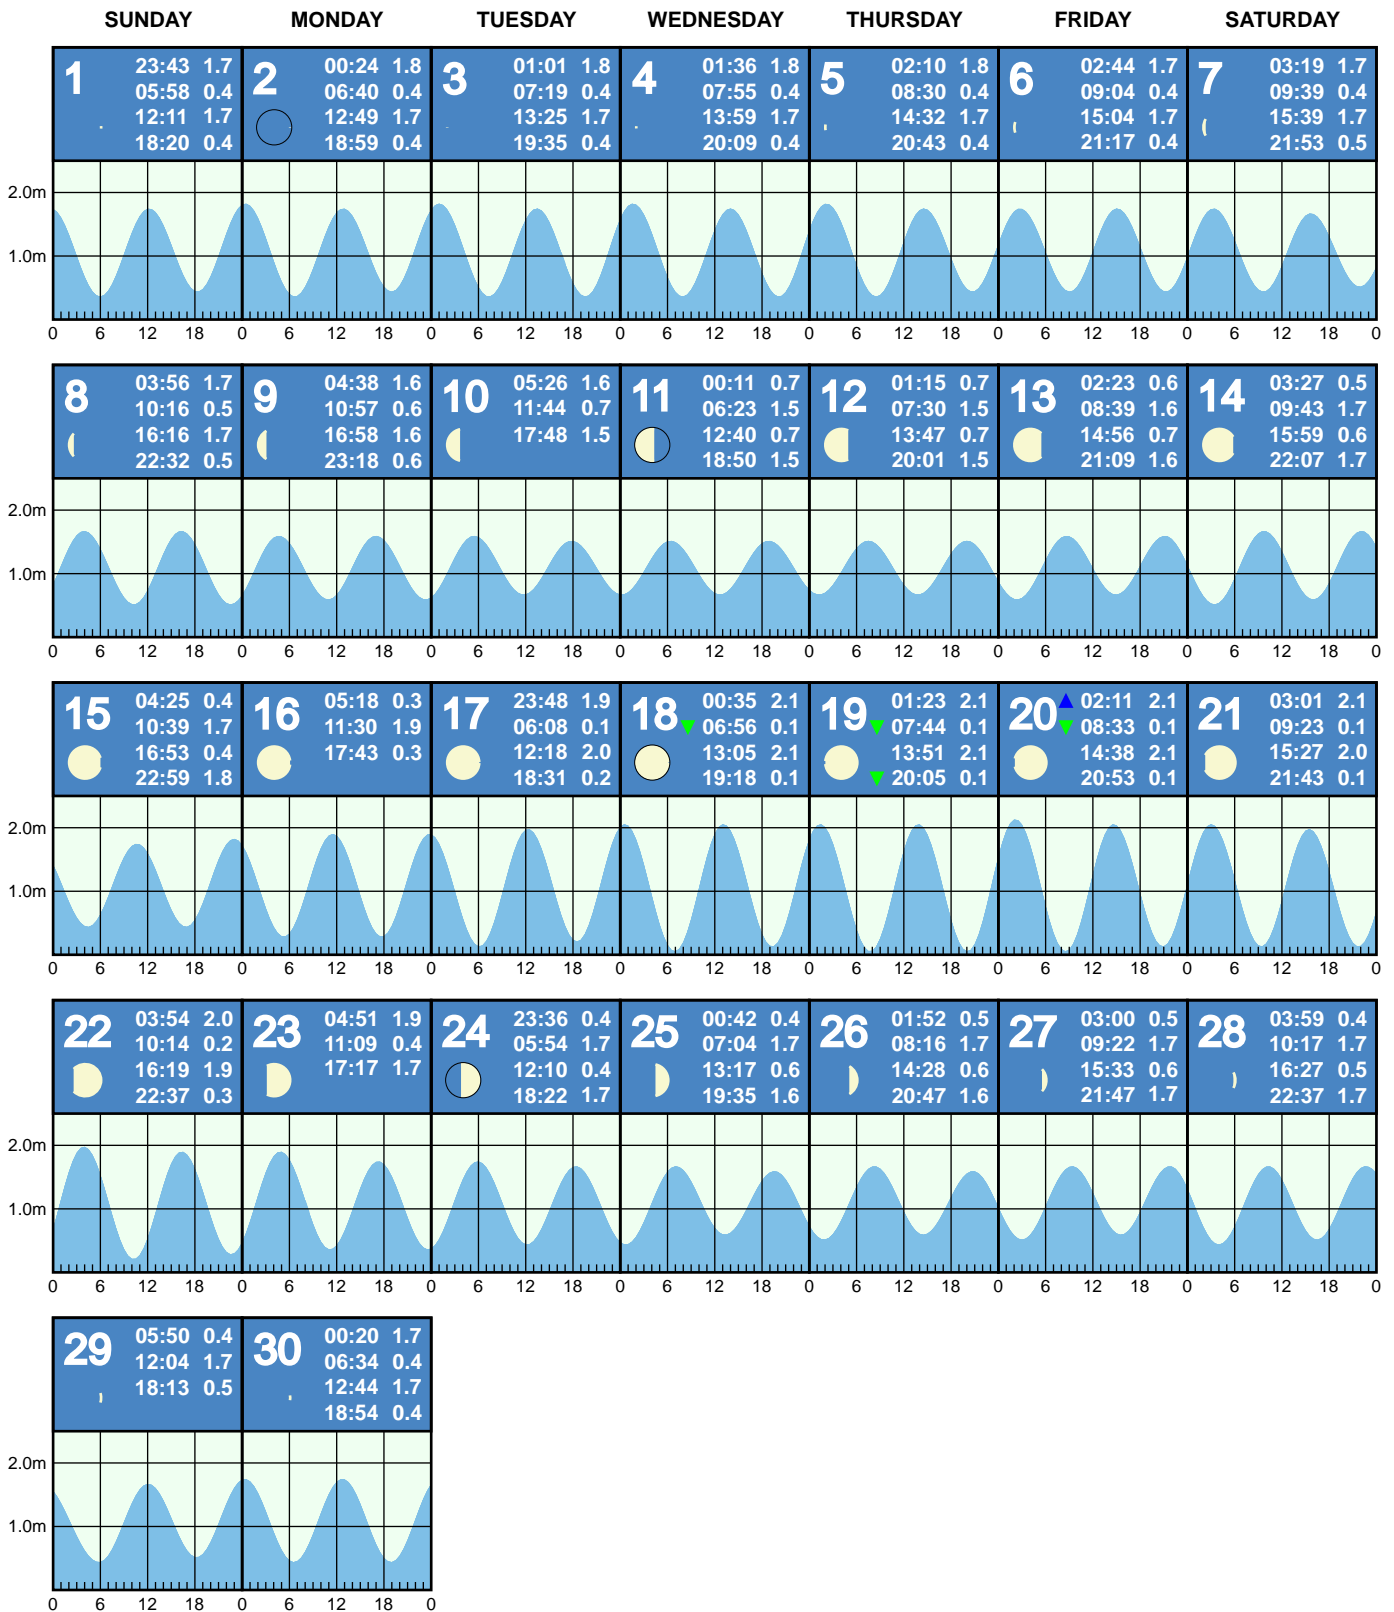 SUNDAY MONDAY TUESDAY WEDNESDAY THURSDAY FRIDAY SATURDAY
1 23:43 1.7
05:58 0.4
12:11 1.7
18:20 0.4
2 00:24 1.8
06:40 0.4
12:49 1.7
18:59 0.4
3 01:01 1.8
07:19 0.4
13:25 1.7
19:35 0.4
4 01:36 1.8
07:55 0.4
13:59 1.7
20:09 0.4
5 02:10 1.8
08:30 0.4
14:32 1.7
20:43 0.4
6 02:44 1.7
09:04 0.4
15:04 1.7
21:17 0.4
7 03:19 1.7
09:39 0.4
15:39 1.7
21:53 0.5
2.0m
1.0m
0 6 12 18 0 6 12 18 0 6 12 18 0 6 12 18 0 6 12 18 0 6 12 18 0 6 12 18 0
8 03:56 1.7
10:16 0.5
16:16 1.7
22:32 0.5
9 04:38 1.6
10:57 0.6
16:58 1.6
23:18 0.6
10 05:26 1.6
11:44 0.7
17:48 1.5
11 00:11 0.7
06:23 1.5
12:40 0.7
18:50 1.5
12 01:15 0.7
07:30 1.5
13:47 0.7
20:01 1.5
13 02:23 0.6
08:39 1.6
14:56 0.7
21:09 1.6
14 03:27 0.5
09:43 1.7
15:59 0.6
22:07 1.7
2.0m
1.0m
0 6 12 18 0 6 12 18 0 6 12 18 0 6 12 18 0 6 12 18 0 6 12 18 0 6 12 18 0
15 04:25 0.4
10:39 1.7
16:53 0.4
22:59 1.8
16 05:18 0.3
11:30 1.9
17:43 0.3
17 23:48 1.9
06:08 0.1
12:18 2.0
18:31 0.2
18 00:35 2.1
06:56 0.1
13:05 2.1
19:18 0.1
19 01:23 2.1
07:44 0.1
13:51 2.1
20:05 0.1
20 02:11 2.1
08:33 0.1
14:38 2.1
20:53 0.1
21 03:01 2.1
09:23 0.1
15:27 2.0
21:43 0.1
2.0m
1.0m
0 6 12 18 0 6 12 18 0 6 12 18 0 6 12 18 0 6 12 18 0 6 12 18 0 6 12 18 0
22 03:54 2.0
10:14 0.2
16:19 1.9
22:37 0.3
23 04:51 1.9
11:09 0.4
17:17 1.7
24 23:36 0.4
05:54 1.7
12:10 0.4
18:22 1.7
25 00:42 0.4
07:04 1.7
13:17 0.6
19:35 1.6
26 01:52 0.5
08:16 1.7
14:28 0.6
20:47 1.6
27 03:00 0.5
09:22 1.7
15:33 0.6
21:47 1.7
28 03:59 0.4
10:17 1.7
16:27 0.5
22:37 1.7
2.0m
1.0m
0 6 12 18 0 6 12 18 0 6 12 18 0 6 12 18 0 6 12 18 0 6 12 18 0 6 12 18 0
29 05:50 0.4
12:04 1.7
18:13 0.5
30 00:20 1.7
06:34 0.4
12:44 1.7
18:54 0.4
2.0m
1.0m
0 6 12 18 0 6 12 18 0